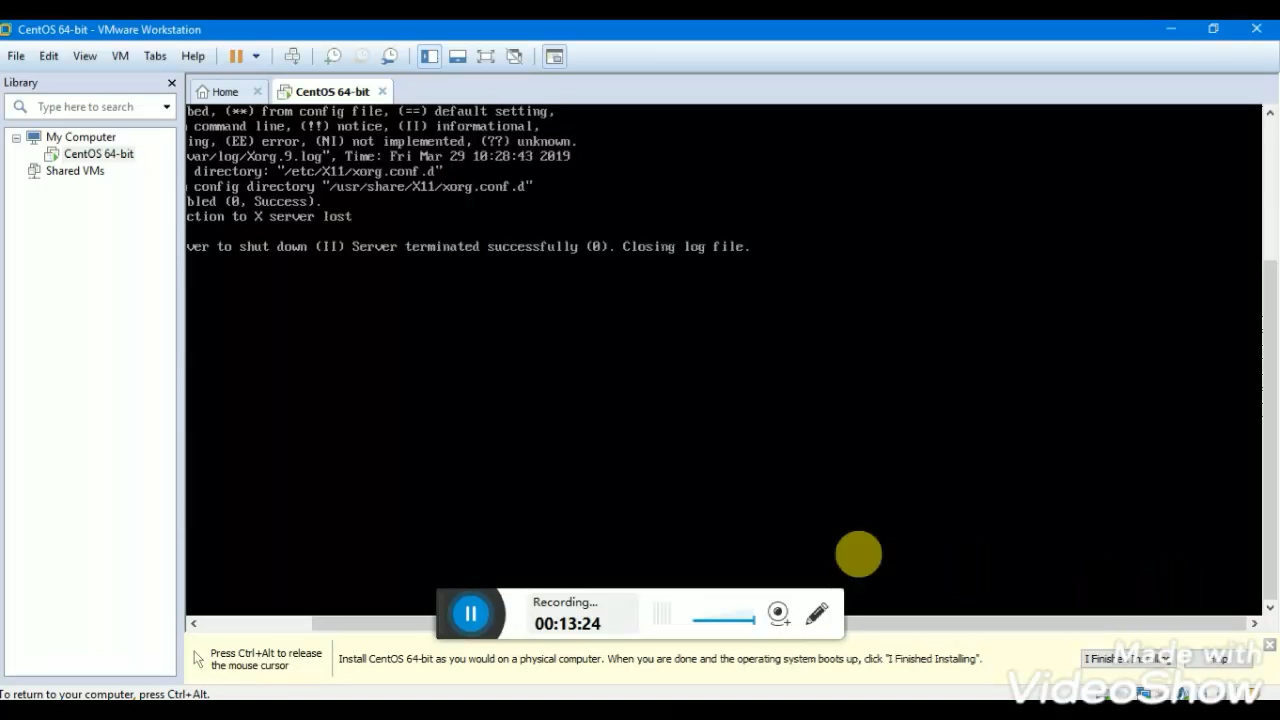 CentOS 64-bit - VMware Workstation
File Edit View VM Tabs Help
Library
Type here to search
My Computer
CentOS 64-bit
Shared VMs
Home
CentOS 64-bit
bed, (**) from config file, (==) default setting,
command line, (!!) notice, (II) informational,
ing, (EE) error, (NI) not implemented, (??) unknown.
var/log/Xorg.9.log", Time: Fri Mar 29 10:28:43 2019
directory: "/etc/X11/xorg.conf.d"
config directory "/usr/share/X11/xorg.conf.d"
bled (0, Success).
ction to X server lost
ver to shut down (II) Server terminated successfully (0). Closing log file.
Recording...
00:13:24
Press Ctrl+Alt to release
the mouse cursor
Install CentOS 64-bit as you would on a physical computer. When you are done and the operating system boots up, click "I Finished Installing".
I Finished Installing
Help
Made with
VideoShow
To return to your computer, press Ctrl+Alt.